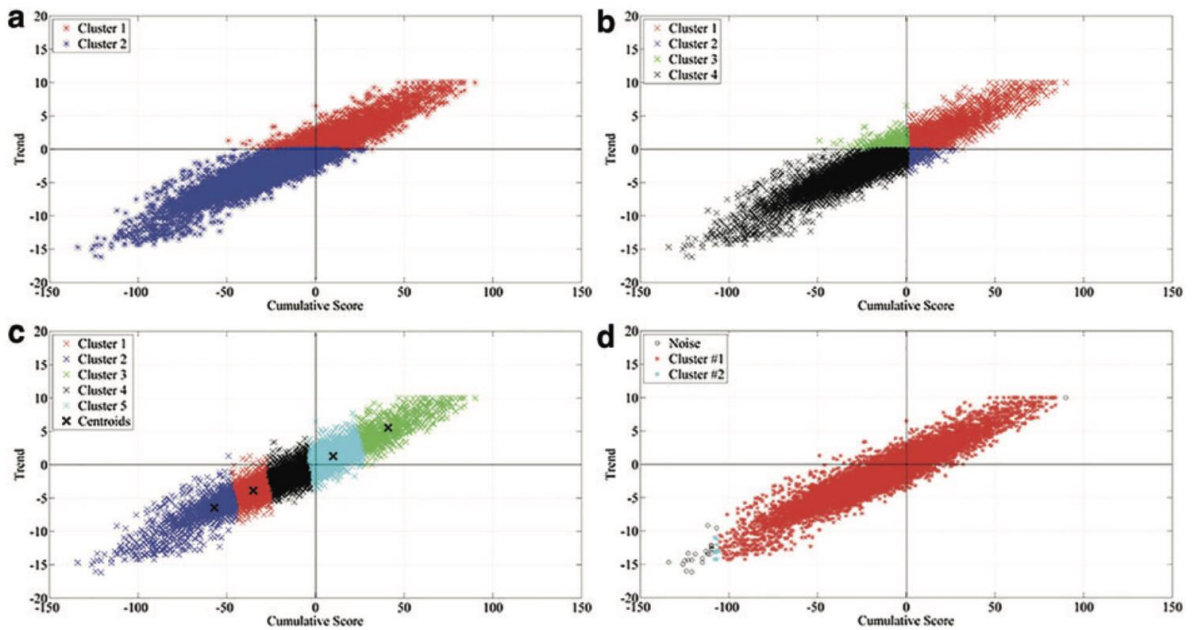 a
Cluster 1
Cluster 2
20
15
10
5
0
-5
-10
-15
-20
Trend
-150
-100
-50
0
50
100
150
Cumulative Score
b
Cluster 1
Cluster 2
Cluster 3
Cluster 4
20
15
10
5
0
-5
-10
-15
-20
Trend
-150
-100
-50
0
50
100
150
Cumulative Score
c
Cluster 1
Cluster 2
Cluster 3
Cluster 4
Cluster 5
Centroids
20
15
10
5
0
-5
-10
-15
-20
Trend
-150
-100
-50
0
50
100
150
Cumulative Score
d
Noise
Cluster #1
Cluster #2
20
15
10
5
0
-5
-10
-15
-20
Trend
-150
-100
-50
0
50
100
150
Cumulative Score